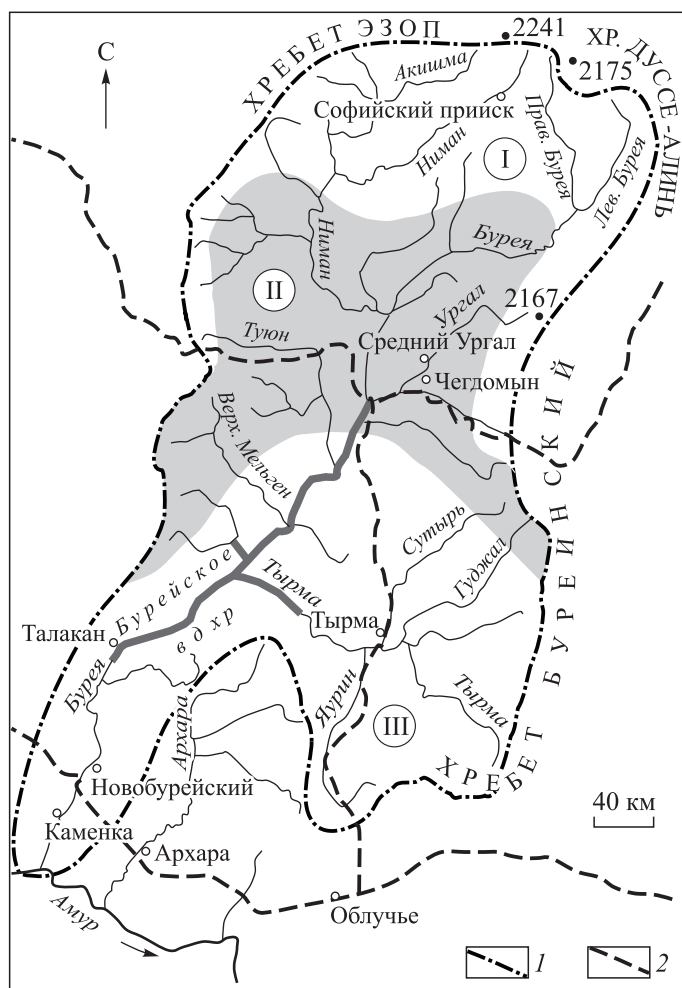 С
ХРЕБЕТ ЭЗОП
2241
ХР. ДУССЕ-АЛИНЬ
2175
Акишма
Софийский прииск
Ниман
I
Прав. Бурея
Лев. Бурея
Ниман
Бурея
II
Ургал
2167
Туюн
Средний Ургал
Чегдомын
Верх. Мельген
Сутырь
Гуджал
Бурейское
вдхр
Тырма
Талакан
Тырма
Бурея
Архара
Яурин
III
Тырма
ХРЕБЕТ БУРЕИНСКИЙ
Новобурейский
40 км
Каменка
Архара
Амур
Облучье
1
2